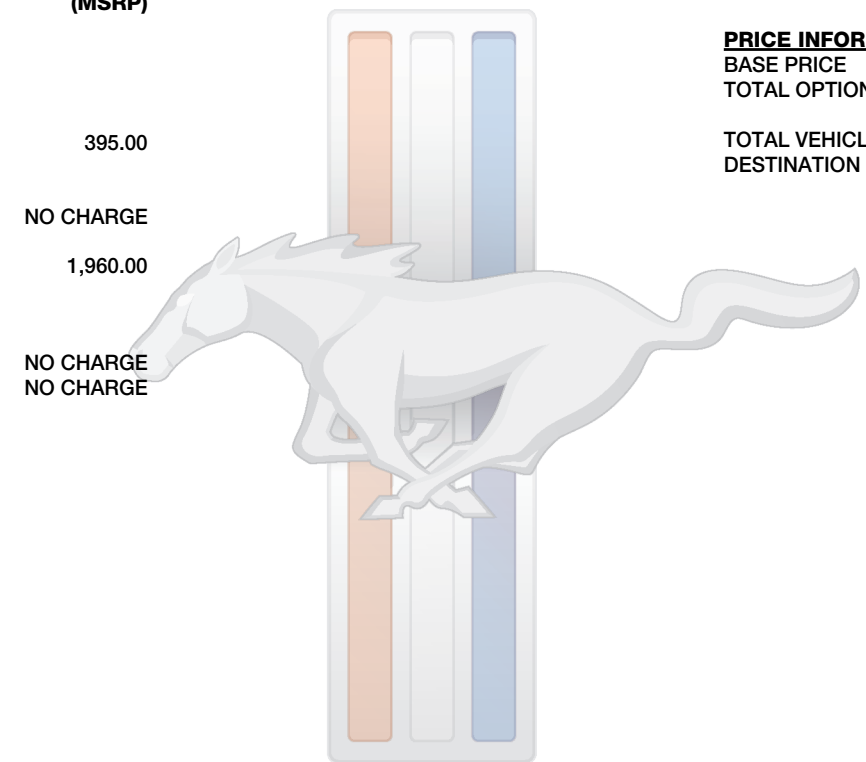 (MSRP)
395.00
NO CHARGE
1,960.00
NO CHARGE
NO CHARGE
PRICE INFOR
BASE PRICE
TOTAL OPTION
TOTAL VEHICL
DESTINATION